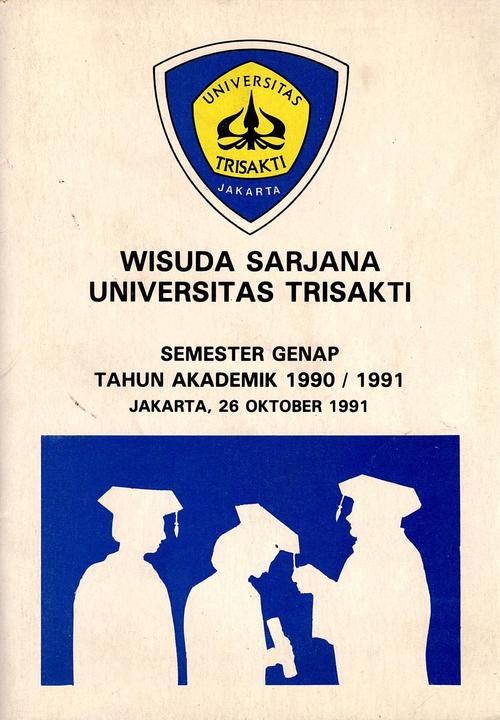 UNIVERSITAS
TRISAKTI
JAKARTA
WISUDA SARJANA
UNIVERSITAS TRISAKTI
SEMESTER GENAP
TAHUN AKADEMIK 1990 / 1991
JAKARTA, 26 OKTOBER 1991